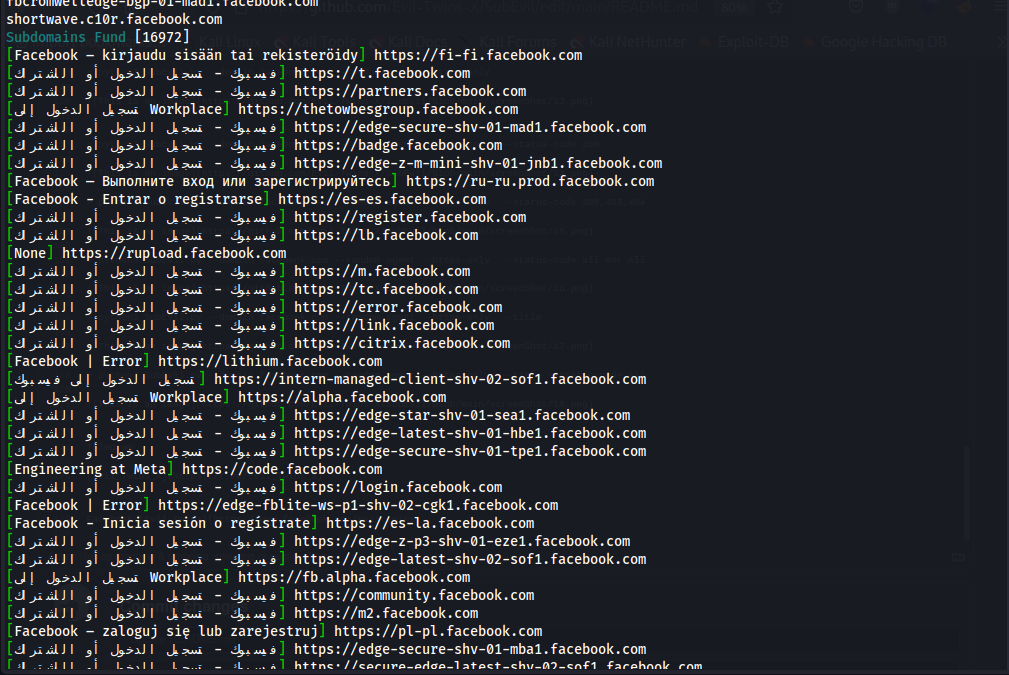 fbcromwelledge-bgp-01-mad1.facebook.com
shortwave.c10r.facebook.com
Subdomains Fund [16972]
[Facebook – kirjaudu sisään tai rekisteröidy] https://fi-fi.facebook.com
[فيسبوك - تسجيل الدخول أو الاشتراك] https://t.facebook.com
[فيسبوك - تسجيل الدخول أو الاشتراك] https://partners.facebook.com
[تسجيل الدخول إلى Workplace] https://thetowbesgroup.facebook.com
[فيسبوك - تسجيل الدخول أو الاشتراك] https://edge-secure-shv-01-mad1.facebook.com
[فيسبوك - تسجيل الدخول أو الاشتراك] https://badge.facebook.com
[فيسبوك - تسجيل الدخول أو الاشتراك] https://edge-z-m-mini-shv-01-jnb1.facebook.com
[Facebook — Выполните вход или зарегистрируйтесь] https://ru-ru.prod.facebook.com
[Facebook - Entrar o registrarse] https://es-es.facebook.com
[فيسبوك - تسجيل الدخول أو الاشتراك] https://register.facebook.com
[فيسبوك - تسجيل الدخول أو الاشتراك] https://lb.facebook.com
[None] https://rupload.facebook.com
[فيسبوك - تسجيل الدخول أو الاشتراك] https://m.facebook.com
[فيسبوك - تسجيل الدخول أو الاشتراك] https://tc.facebook.com
[فيسبوك - تسجيل الدخول أو الاشتراك] https://error.facebook.com
[فيسبوك - تسجيل الدخول أو الاشتراك] https://link.facebook.com
[فيسبوك - تسجيل الدخول أو الاشتراك] https://citrix.facebook.com
[Facebook | Error] https://lithium.facebook.com
[تسجيل الدخول إلى فيسبوك] https://intern-managed-client-shv-02-sof1.facebook.com
[تسجيل الدخول إلى Workplace] https://alpha.facebook.com
[فيسبوك - تسجيل الدخول أو الاشتراك] https://edge-star-shv-01-sea1.facebook.com
[فيسبوك - تسجيل الدخول أو الاشتراك] https://edge-latest-shv-01-hbe1.facebook.com
[فيسبوك - تسجيل الدخول أو الاشتراك] https://edge-secure-shv-01-tpe1.facebook.com
[Engineering at Meta] https://code.facebook.com
[فيسبوك - تسجيل الدخول أو الاشتراك] https://login.facebook.com
[Facebook | Error] https://edge-fblite-ws-p1-shv-02-cgk1.facebook.com
[Facebook - Inicia sesión o regístrate] https://es-la.facebook.com
[فيسبوك - تسجيل الدخول أو الاشتراك] https://edge-z-p3-shv-01-eze1.facebook.com
[فيسبوك - تسجيل الدخول أو الاشتراك] https://edge-latest-shv-02-sof1.facebook.com
[تسجيل الدخول إلى Workplace] https://fb.alpha.facebook.com
[فيسبوك - تسجيل الدخول أو الاشتراك] https://community.facebook.com
[فيسبوك - تسجيل الدخول أو الاشتراك] https://m2.facebook.com
[Facebook – zaloguj się lub zarejestruj] https://pl-pl.facebook.com
[فيسبوك - تسجيل الدخول أو الاشتراك] https://edge-secure-shv-01-mba1.facebook.com
[فيسبوك - تسجيل الدخول أو الاشتراك] https://secure-edge-latest-shv-02-sof1.facebook.com